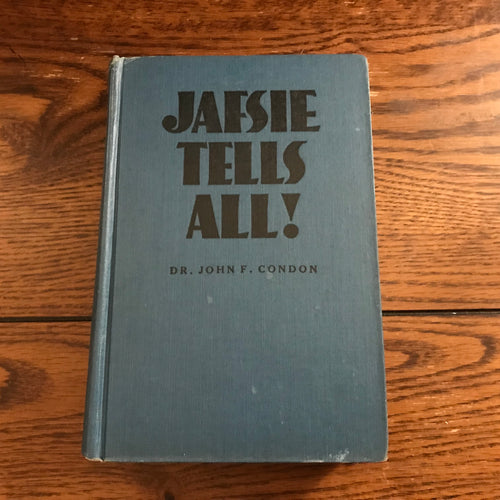 JAFSIE
TELLS
ALL!
DR. JOHN F. CONDON